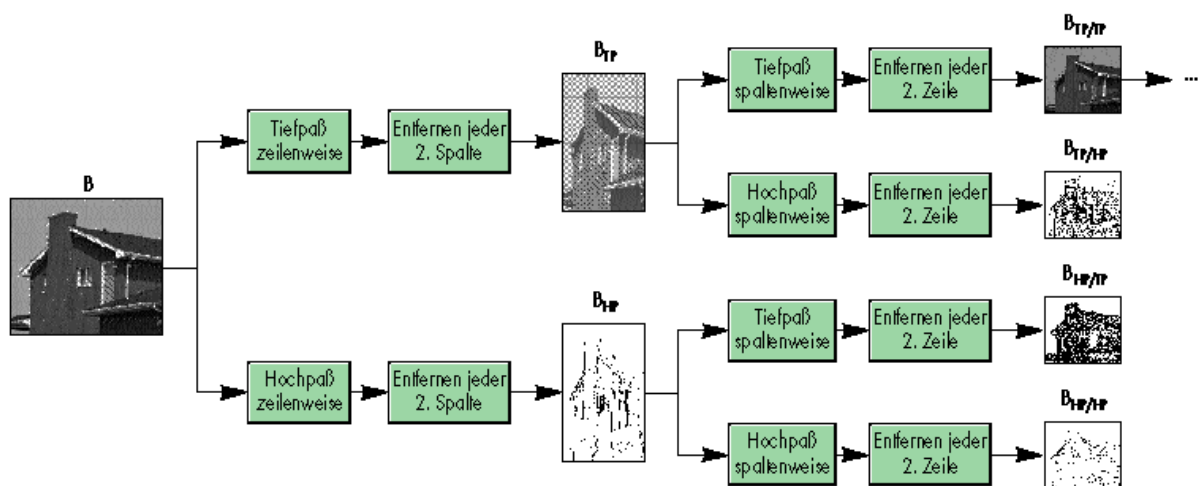 B
Tiefpaß
zeilenweise
Entfernen jeder
2. Spalte
B_TP
Tiefpaß
spaltenweise
Entfernen jeder
2. Zeile
B_TP/TP
...
Hochpaß
spaltenweise
Entfernen jeder
2. Zeile
B_TP/HP
Hochpaß
zeilenweise
Entfernen jeder
2. Spalte
B_HP
Tiefpaß
spaltenweise
Entfernen jeder
2. Zeile
B_HP/TP
Hochpaß
spaltenweise
Entfernen jeder
2. Zeile
B_HP/HP